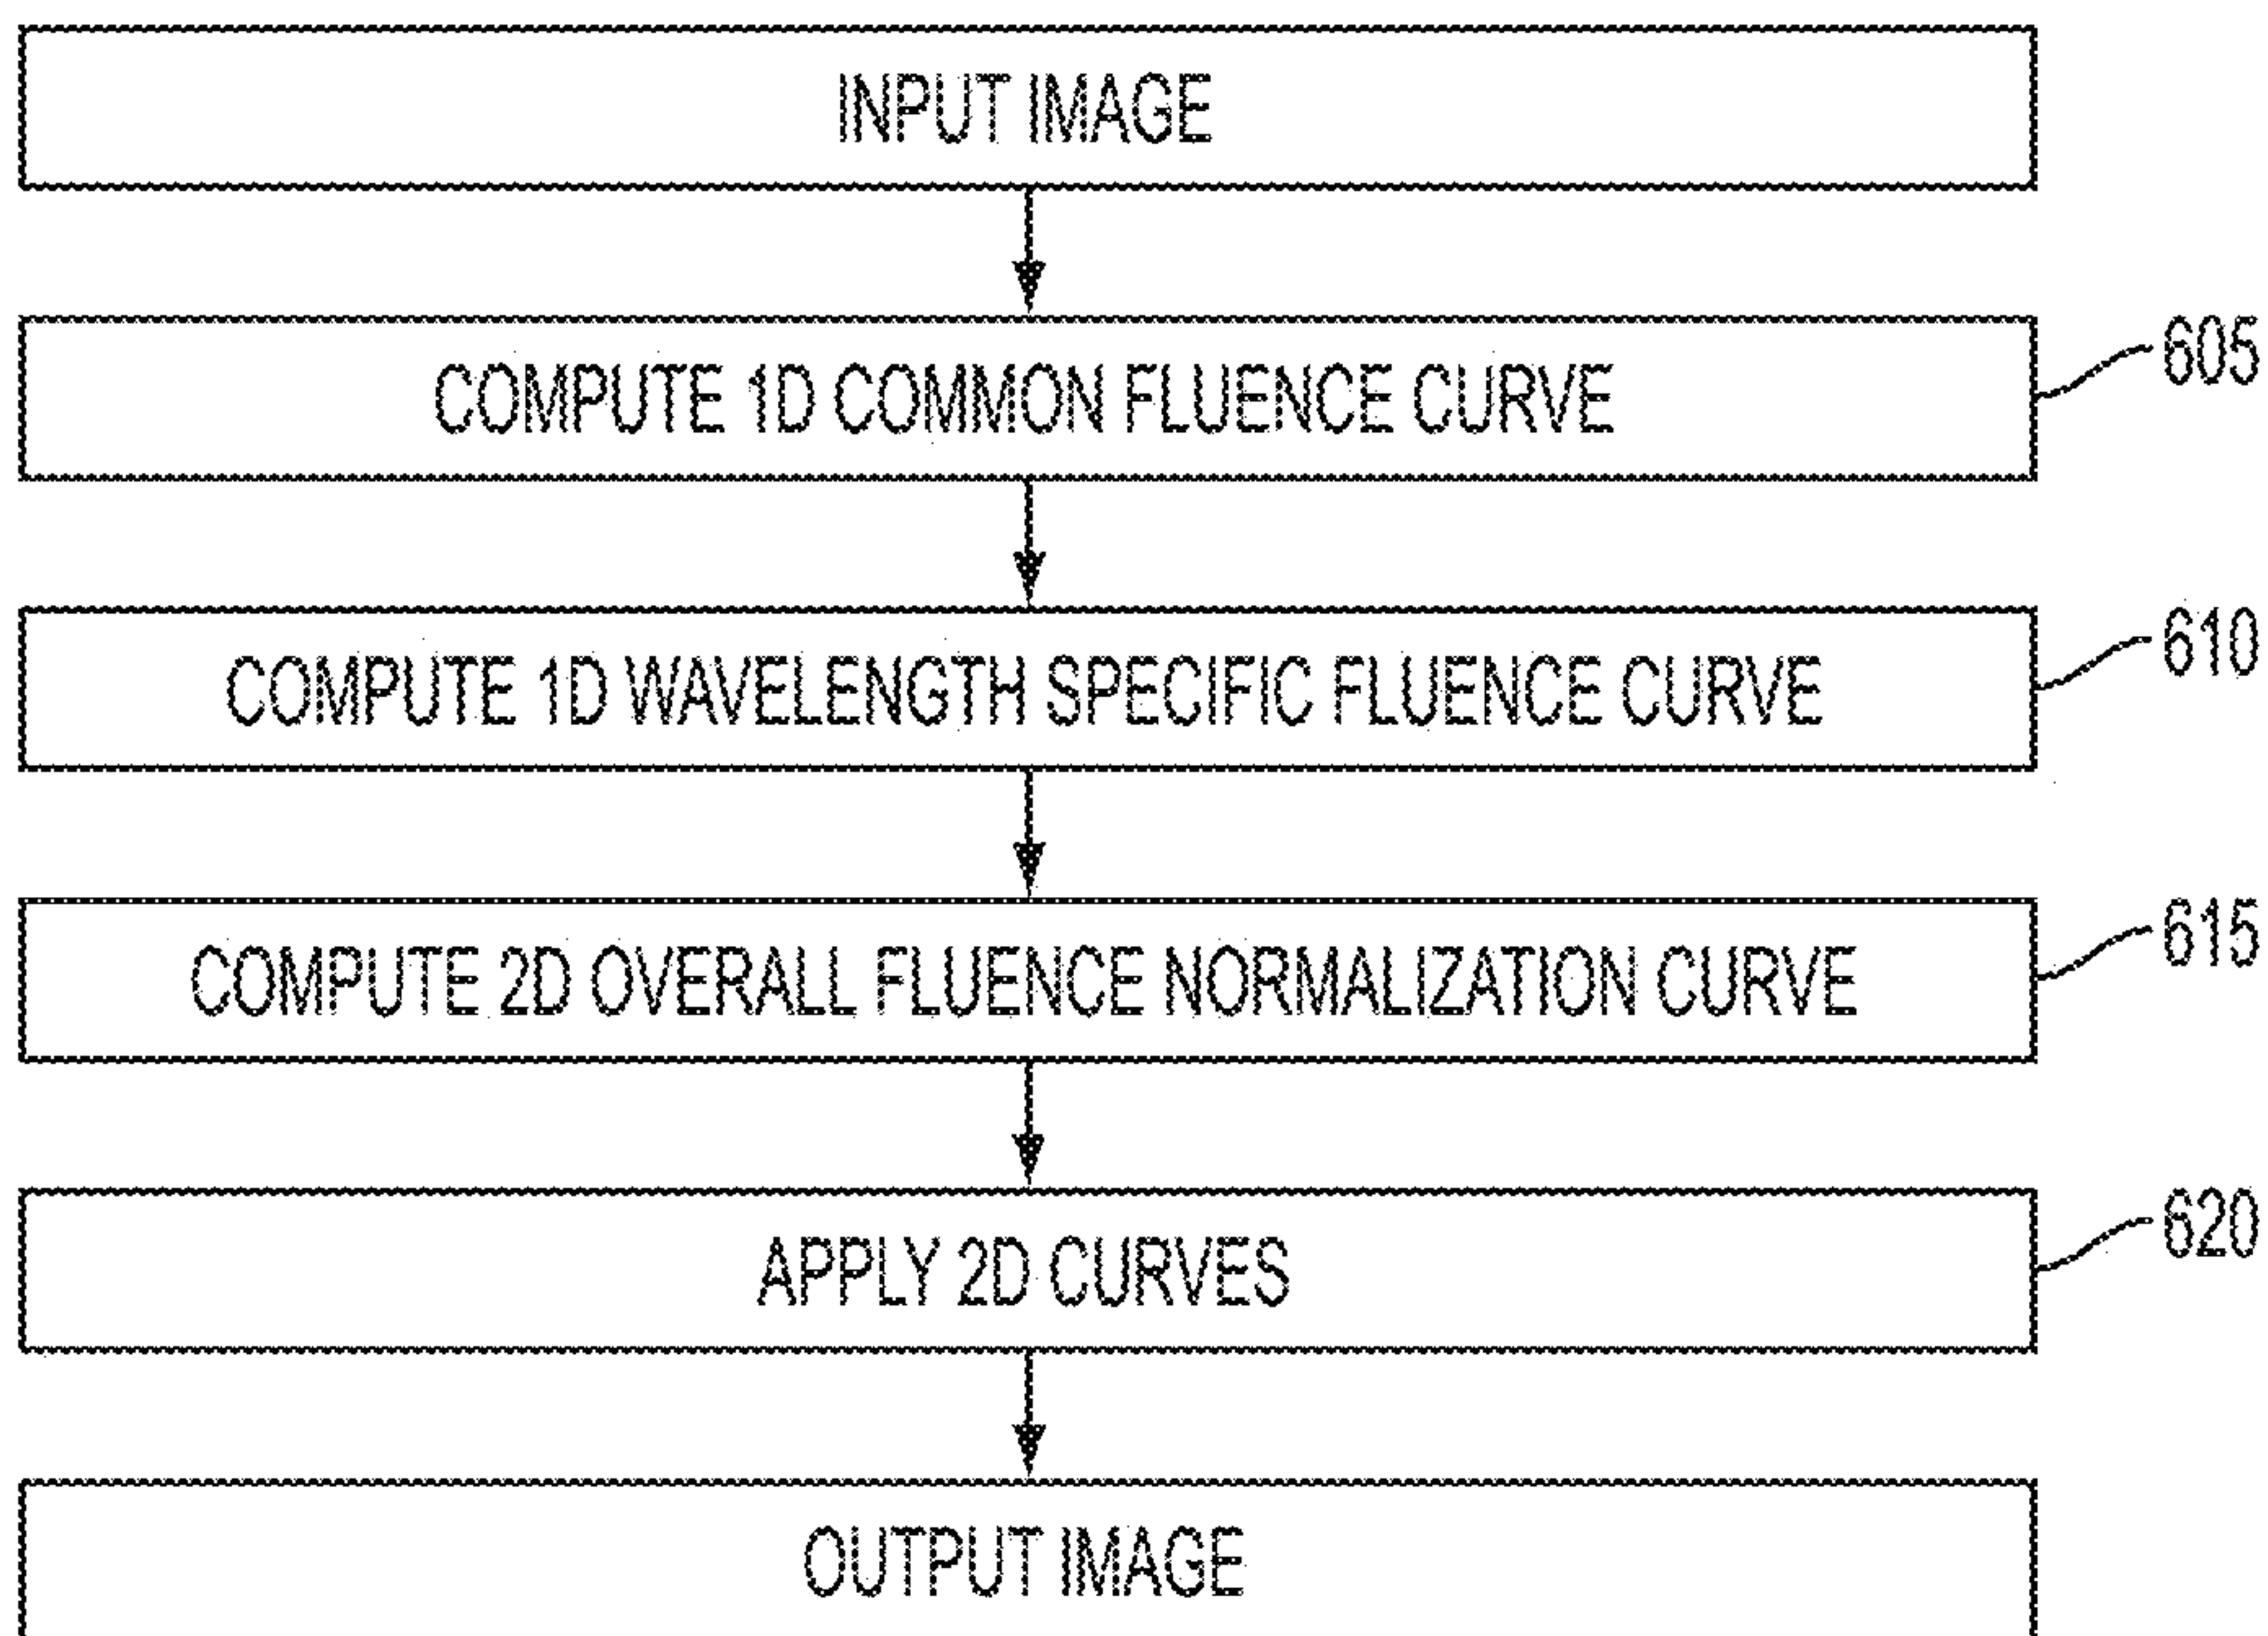 INPUT IMAGE
COMPUTE 1D COMMON FLUENCE CURVE
605
COMPUTE 1D WAVELENGTH SPECIFIC FLUENCE CURVE
610
COMPUTE 2D OVERALL FLUENCE NORMALIZATION CURVE
615
APPLY 2D CURVES
620
OUTPUT IMAGE